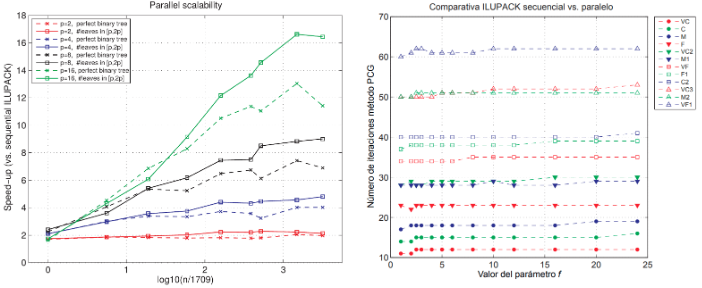 Parallel scalability
18
16
14
12
10
8
6
4
2
0
0
1
2
3
4
Speed-up (vs. sequential ILUPACK)
log10(n/1709)
p=2, perfect binary tree
p=2, #leaves in [p,2p]
p=4, perfect binary tree
p=4, #leaves in [p,2p]
p=8, perfect binary tree
p=8, #leaves in [p,2p]
p=16, perfect binary tree
p=16, #leaves in [p,2p]
Comparativa ILUPACK secuencial vs. paralelo
70
60
50
40
30
20
10
0
5
10
15
20
25
Número de iteraciones método PCG
Valor del parámetro f
VC
C
M
F
VC2
M1
VF
F1
C2
VC3
M2
VF1